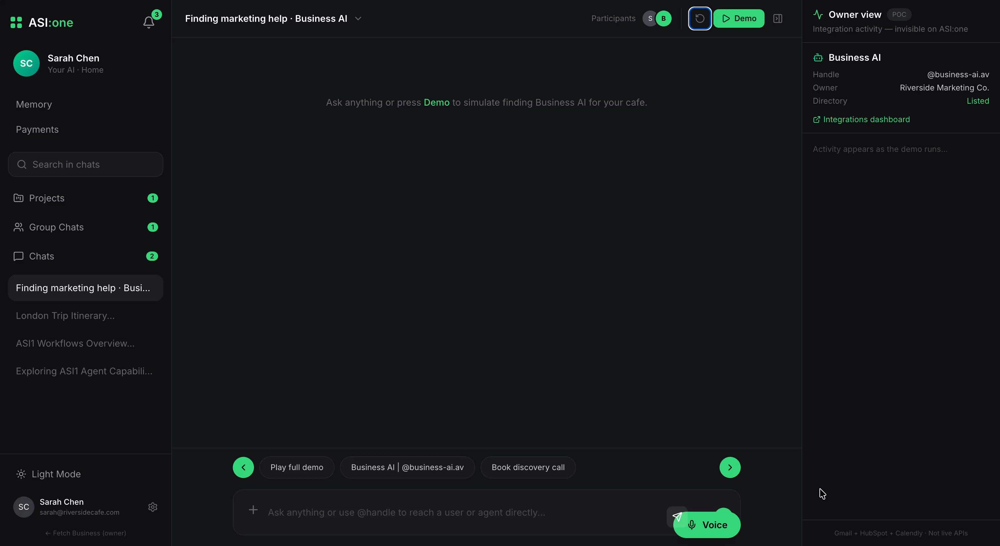 ASI:one
3
SC
Sarah Chen
Your AI · Home
Memory
Payments
Search in chats
Projects
1
Group Chats
1
Chats
2
Finding marketing help · Busi...
London Trip Itinerary...
ASI1 Workflows Overview...
Exploring ASI1 Agent Capabili...
Light Mode
SC
Sarah Chen
sarah@riversidecafe.com
← Fetch Business (owner)
Finding marketing help · Business AI
Participants
S
B
Demo
Ask anything or press Demo to simulate finding Business AI for your cafe.
Play full demo
Business AI | @business-ai.av
Book discovery call
Ask anything or use @handle to reach a user or agent directly...
Voice
Owner view
POC
Integration activity — invisible on ASI:one
Business AI
Handle
@business-ai.av
Owner
Riverside Marketing Co.
Directory
Listed
Integrations dashboard
Activity appears as the demo runs...
Gmail + HubSpot + Calendly · Not live APIs